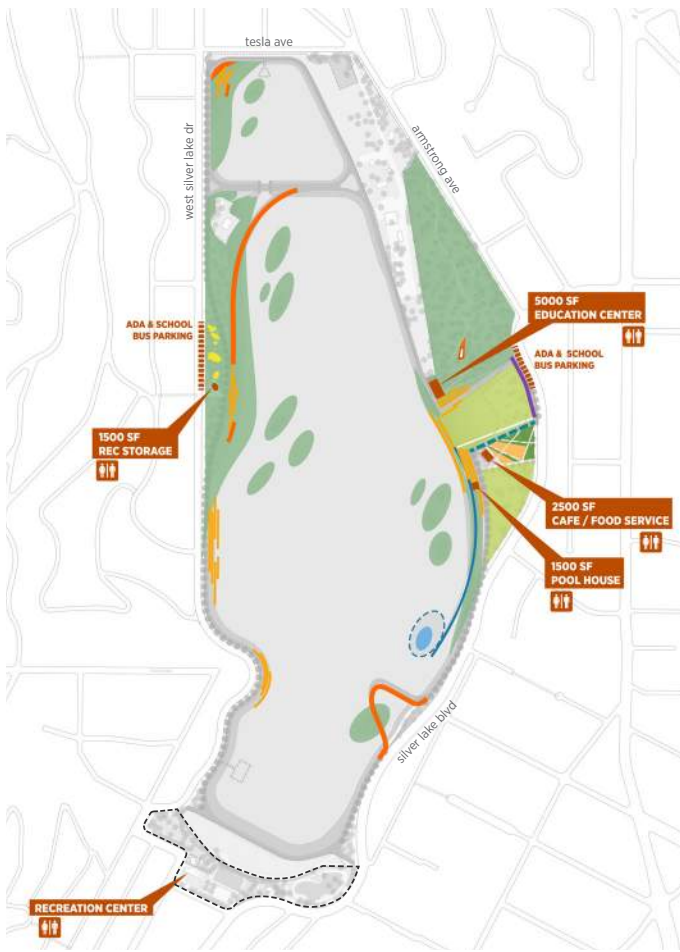 tesla ave
west silver lake dr
armstrong ave
5000 SF
EDUCATION CENTER
ADA & SCHOOL
BUS PARKING
ADA & SCHOOL
BUS PARKING
1500 SF
REC STORAGE
2500 SF
CAFE / FOOD SERVICE
1500 SF
POOL HOUSE
silver lake blvd
RECREATION CENTER